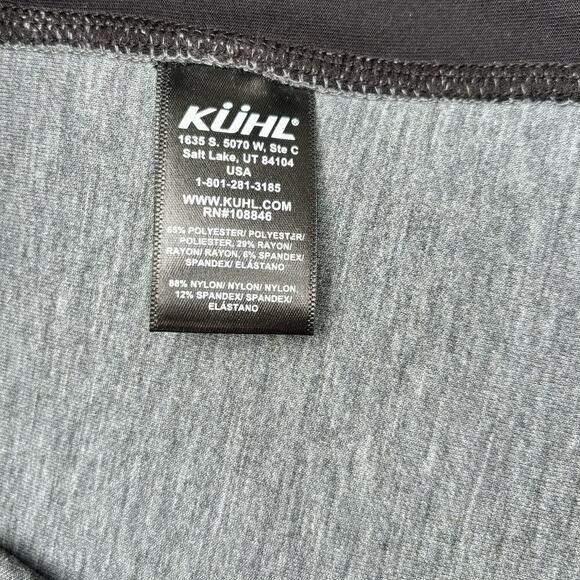 KÜHL®
1635 S. 5070 W, Ste C
Salt Lake, UT 84104
USA
1-801-281-3185
WWW.KUHL.COM
RN#108846
65% POLYESTER/ POLYESTER/
POLIESTER, 29% RAYON/
RAYON/ RAYON, 6% SPANDEX/
SPANDEX/ ELASTANO
88% NYLON/ NYLON/ NYLON,
12% SPANDEX/ SPANDEX/
ELASTANO